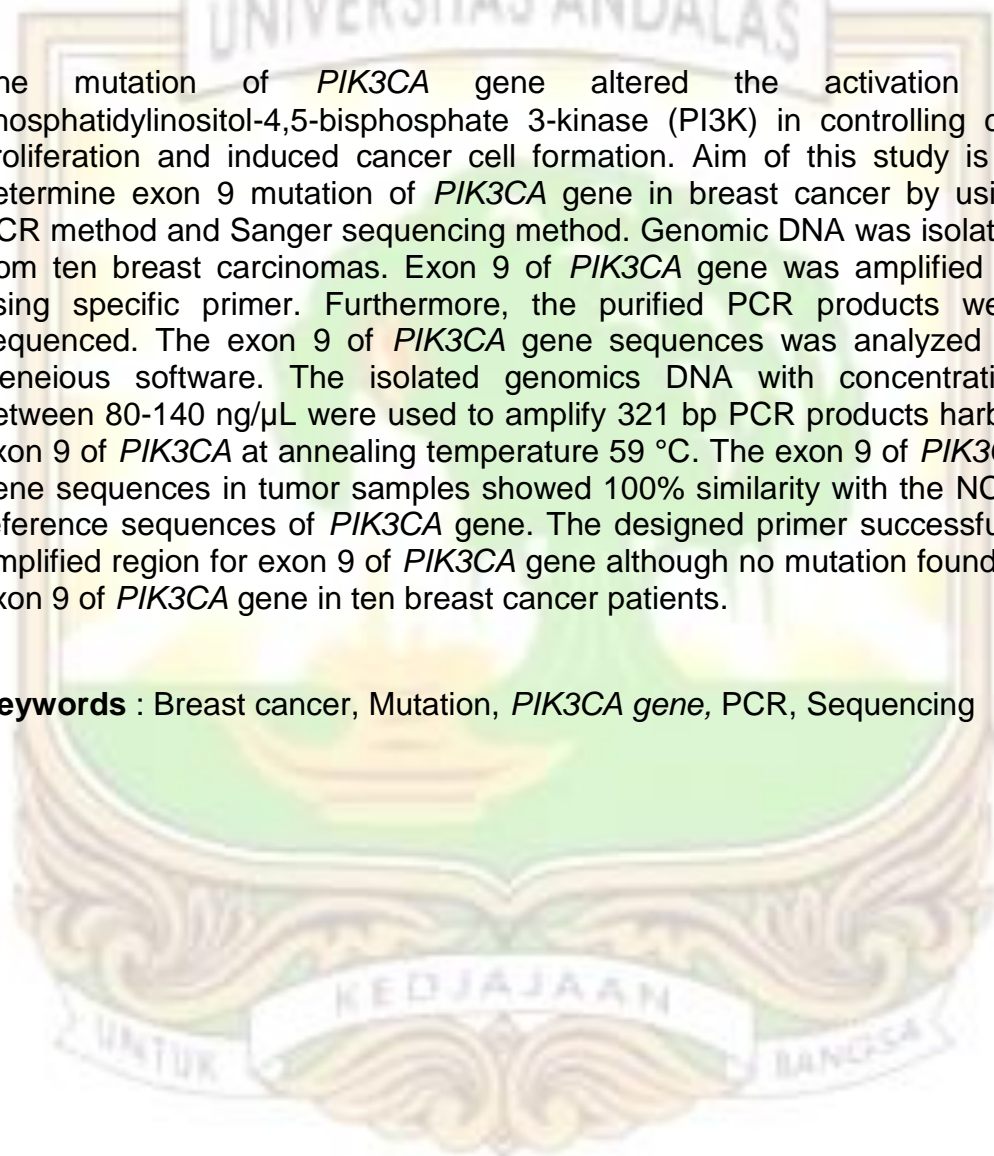 UNIVERSITAS ANDALAS
he mutation of PIK3CA gene altered the activation
hosphatidylinositol-4,5-bisphosphate 3-kinase (PI3K) in controlling c
roliferation and induced cancer cell formation. Aim of this study is
etermine exon 9 mutation of PIK3CA gene in breast cancer by usi
CR method and Sanger sequencing method. Genomic DNA was isolat
om ten breast carcinomas. Exon 9 of PIK3CA gene was amplified
sing specific primer. Furthermore, the purified PCR products we
equenced. The exon 9 of PIK3CA gene sequences was analyzed
eneious software. The isolated genomics DNA with concentrati
etween 80-140 ng/µL were used to amplify 321 bp PCR products harb
xon 9 of PIK3CA at annealing temperature 59 °C. The exon 9 of PIK3C
ene sequences in tumor samples showed 100% similarity with the NC
eference sequences of PIK3CA gene. The designed primer successfu
mplified region for exon 9 of PIK3CA gene although no mutation found
xon 9 of PIK3CA gene in ten breast cancer patients.
eywords : Breast cancer, Mutation, PIK3CA gene, PCR, Sequencing
UNTUK KEDJAJAAN BANGSA